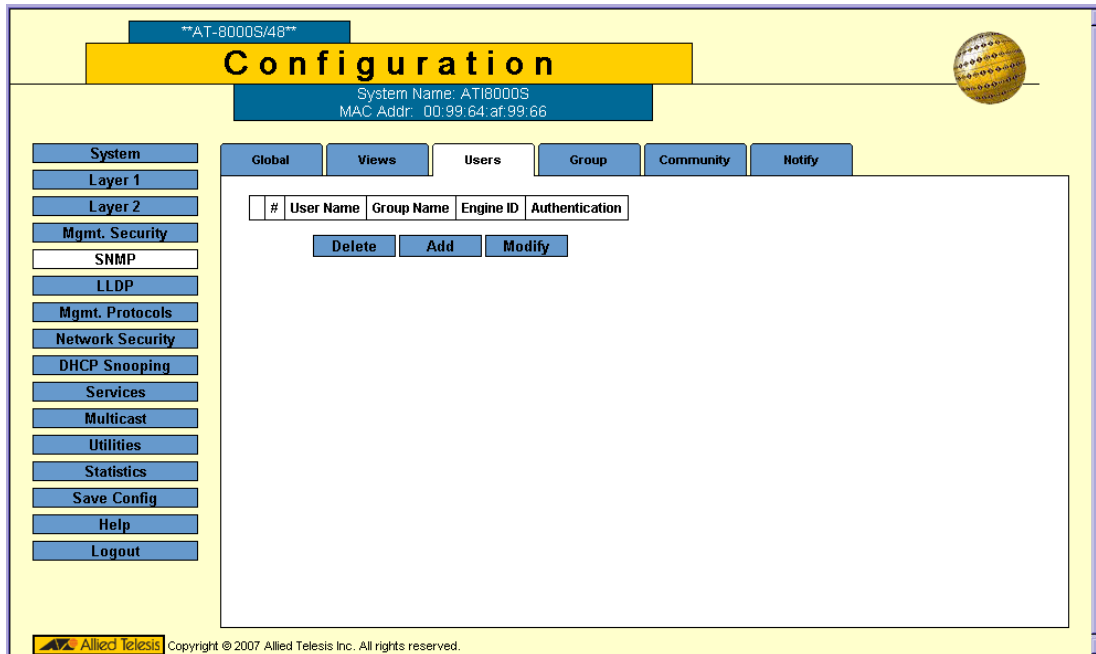 **AT-8000S/48**
Configuration
System Name: ATI8000S
MAC Addr: 00:99:64:af:99:66
System
Layer 1
Layer 2
Mgmt. Security
SNMP
LLDP
Mgmt. Protocols
Network Security
DHCP Snooping
Services
Multicast
Utilities
Statistics
Save Config
Help
Logout
Global Views Users Group Community Notify
# User Name Group Name Engine ID Authentication
Delete Add Modify
Allied Telesis Copyright © 2007 Allied Telesis Inc. All rights reserved.